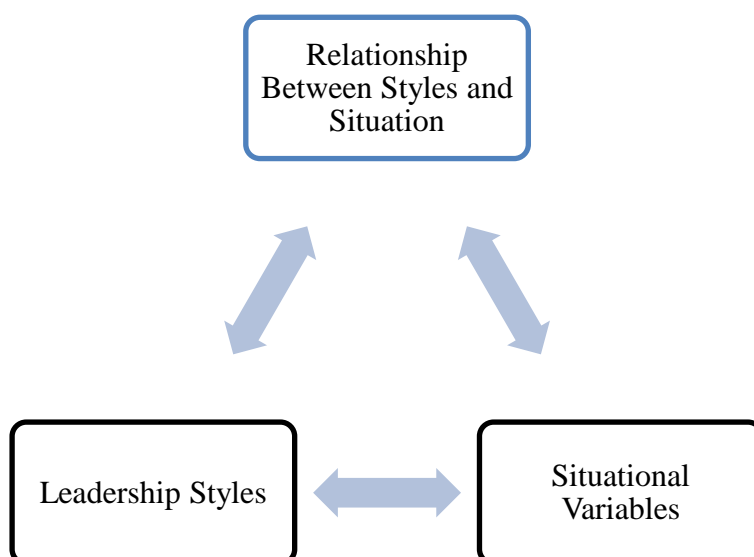 Relationship
Between Styles and
Situation
Leadership Styles
Situational
Variables